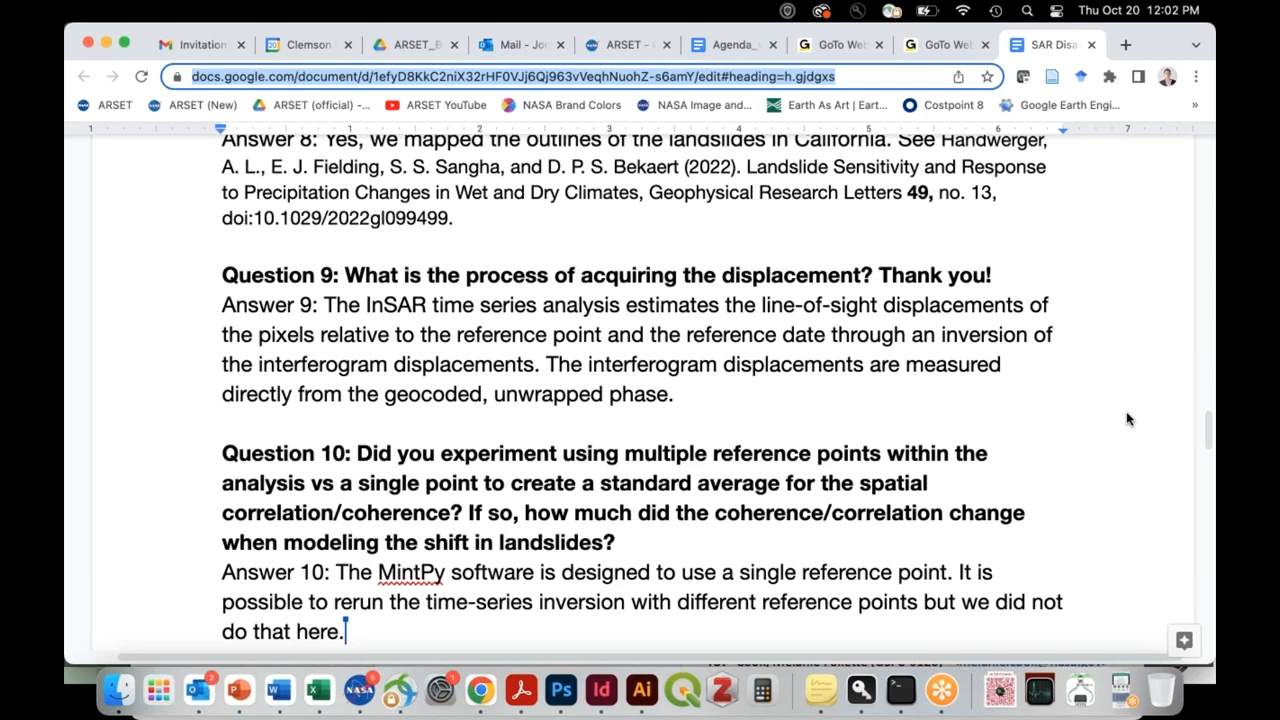 Thu Oct 20 12:02 PM
Invitation
Clemson
ARSET_B
Mail - Jo
ARSET -
Agenda_
GoTo Web
GoTo Web
SAR Disa
docs.google.com/document/d/1efyD8KkC2niX32rHF0VJj6Qj963vVeqhNuohZ-s6amY/edit#heading=h.gjdgxs
ARSET
ARSET (New)
ARSET (official) -...
ARSET YouTube
NASA Brand Colors
NASA Image and...
Earth As Art | Eart...
Costpoint 8
Google Earth Engi...
»
1 1 2 3 4 5 6 7
Answer 8: Yes, we mapped the outlines of the landslides in California. See Handwerger,
A. L., E. J. Fielding, S. S. Sangha, and D. P. S. Bekaert (2022). Landslide Sensitivity and Response
to Precipitation Changes in Wet and Dry Climates, Geophysical Research Letters 49, no. 13,
doi:10.1029/2022gl099499.
Question 9: What is the process of acquiring the displacement? Thank you!
Answer 9: The InSAR time series analysis estimates the line-of-sight displacements of
the pixels relative to the reference point and the reference date through an inversion of
the interferogram displacements. The interferogram displacements are measured
directly from the geocoded, unwrapped phase.
Question 10: Did you experiment using multiple reference points within the
analysis vs a single point to create a standard average for the spatial
correlation/coherence? If so, how much did the coherence/correlation change
when modeling the shift in landslides?
Answer 10: The MintPy software is designed to use a single reference point. It is
possible to rerun the time-series inversion with different reference points but we did not
do that here.